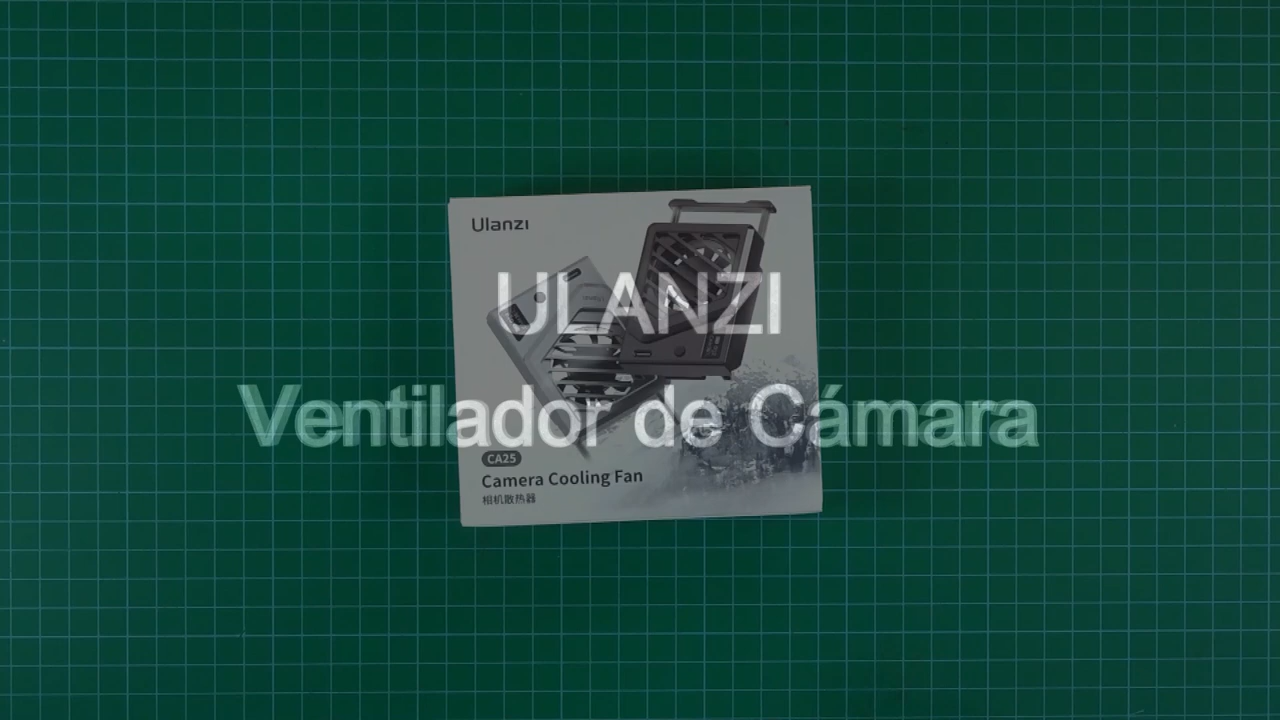 Ulanzi
ULANZI
Ventilador de Cámara
CA25
Camera Cooling Fan
相机散热器